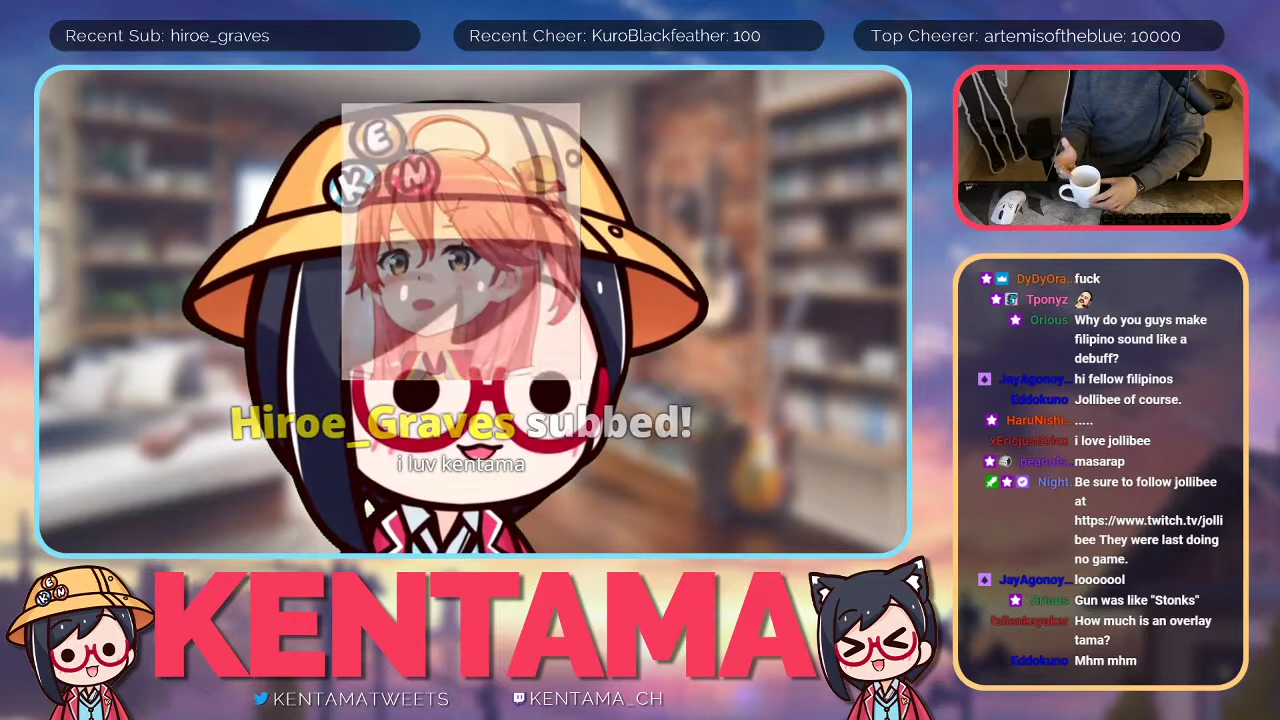 Recent Sub: hiroe_graves
Recent Cheer: KuroBlackfeather: 100
Top Cheerer: artemisoftheblue: 10000
E
K N
Hiroe_Graves subbed!
i luv kentama
DyDyOra.. fuck
Tponyz
Orious Why do you guys make
filipino sound like a
debuff?
JayAgonoy... hi fellow filipinos
Eddokuno Jollibee of course.
HaruNishi... .....
xEricjustEricx i love jollibee
peanuts.. masarap
Night. Be sure to follow jollibee
at
https://www.twitch.tv/jolli
bee They were last doing
no game.
JayAgonoy... looooool
Orious Gun was like "Stonks"
fallenkayaker How much is an overlay
tama?
Eddokuno Mhm mhm
E
K N
KENTAMA
KENTAMATWEETS
KENTAMA_CH